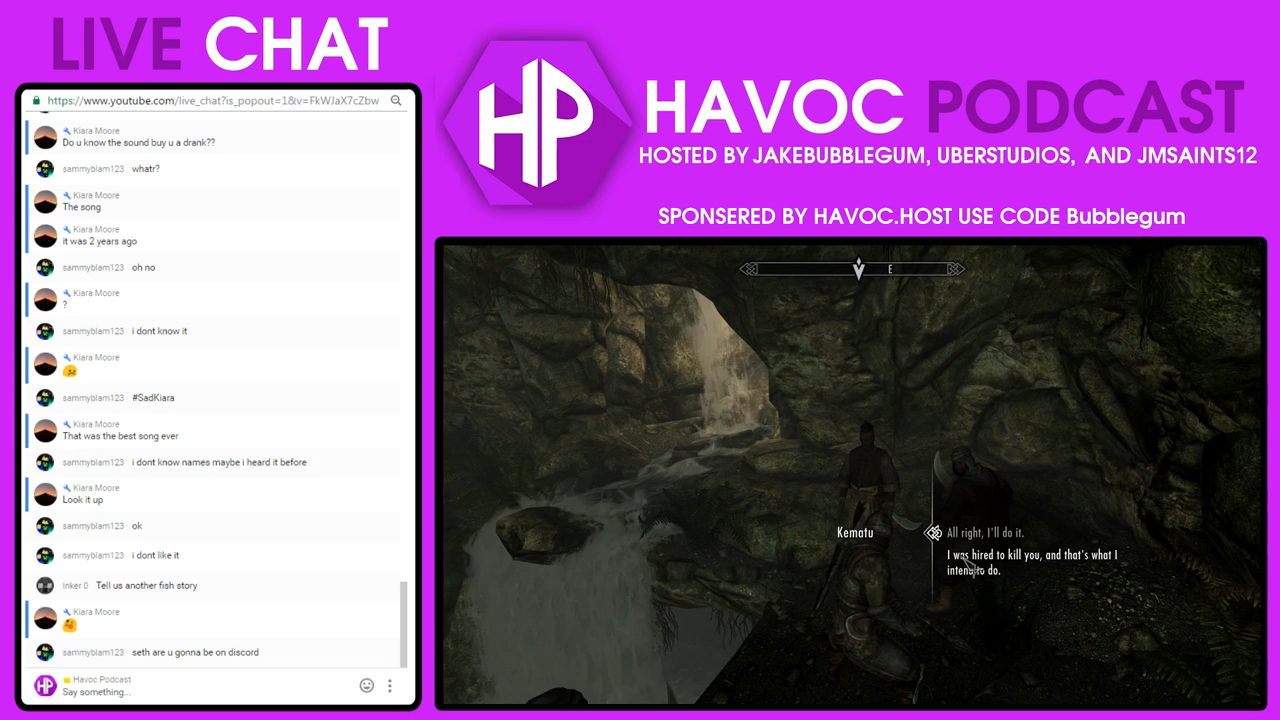 LIVE CHAT
https://www.youtube.com/live_chat?is_popout=1&v=FkWJaX7cZbw
Kiara Moore
Do u know the sound buy u a drank??
sammyblam123 whatr?
Kiara Moore
The song
Kiara Moore
it was 2 years ago
sammyblam123 oh no
Kiara Moore
?
sammyblam123 i dont know it
Kiara Moore
sammyblam123 #SadKiara
Kiara Moore
That was the best song ever
sammyblam123 i dont know names maybe i heard it before
Kiara Moore
Look it up
sammyblam123 ok
sammyblam123 i dont like it
Inker 0 Tell us another fish story
Kiara Moore
sammyblam123 seth are u gonna be on discord
HP Havoc Podcast
Say something...
HP
HAVOC PODCAST
HOSTED BY JAKEBUBBLEGUM, UBERSTUDIOS, AND JMSAINTS12
SPONSERED BY HAVOC.HOST USE CODE Bubblegum
E
Kematu
All right, I'll do it.
I was hired to kill you, and that's what I
intend to do.